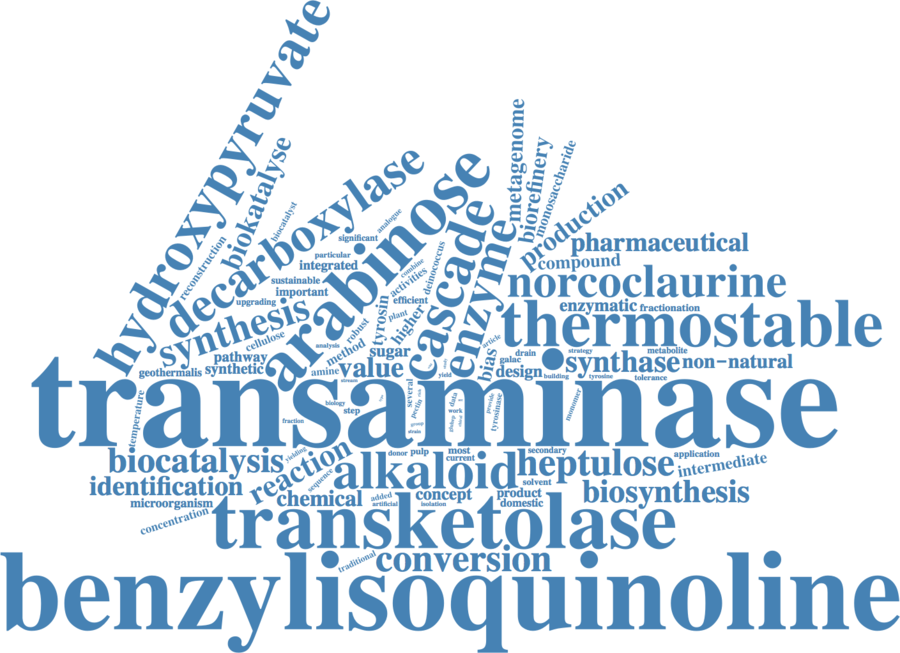 hydroxypyruvate
biokatalyse
biocatalyst
reconstruction
decarboxylase
arabinose
cascade
enzyme
metagenome
biorefinery
monosaccharide
production
pharmaceutical
compound
norcoclaurine
significant
analogue
particular
integrated
sustainable
important
upgrading
synthesis
cellulose
combine
activities
deinococcus
efficient
tyrosin
plant
higher
robust
analysis
method
enzymatic
fractionation
thermostable
pathway
geothermalis
synthetic
sugar
amine
value
stream
article
bias
drain
galac
design
strategy
building
synthase
tyrosine
metabolite
tolerance
non-natural
yield
transaminase
temperature
biology
step
fraction
several
pectin
group
strain
data
work
provide
tyrosinase
monomer
biocatalysis
identification
microorganism
concentration
yielding
reaction
sequence
chemical
donor
pulp
most
current
alkaloid
added
artificial
concept
isolation
secondary
heptulose
solvent
product
domestic
application
intermediate
biosynthesis
transketolase
traditional
conversion
benzylisoquinoline